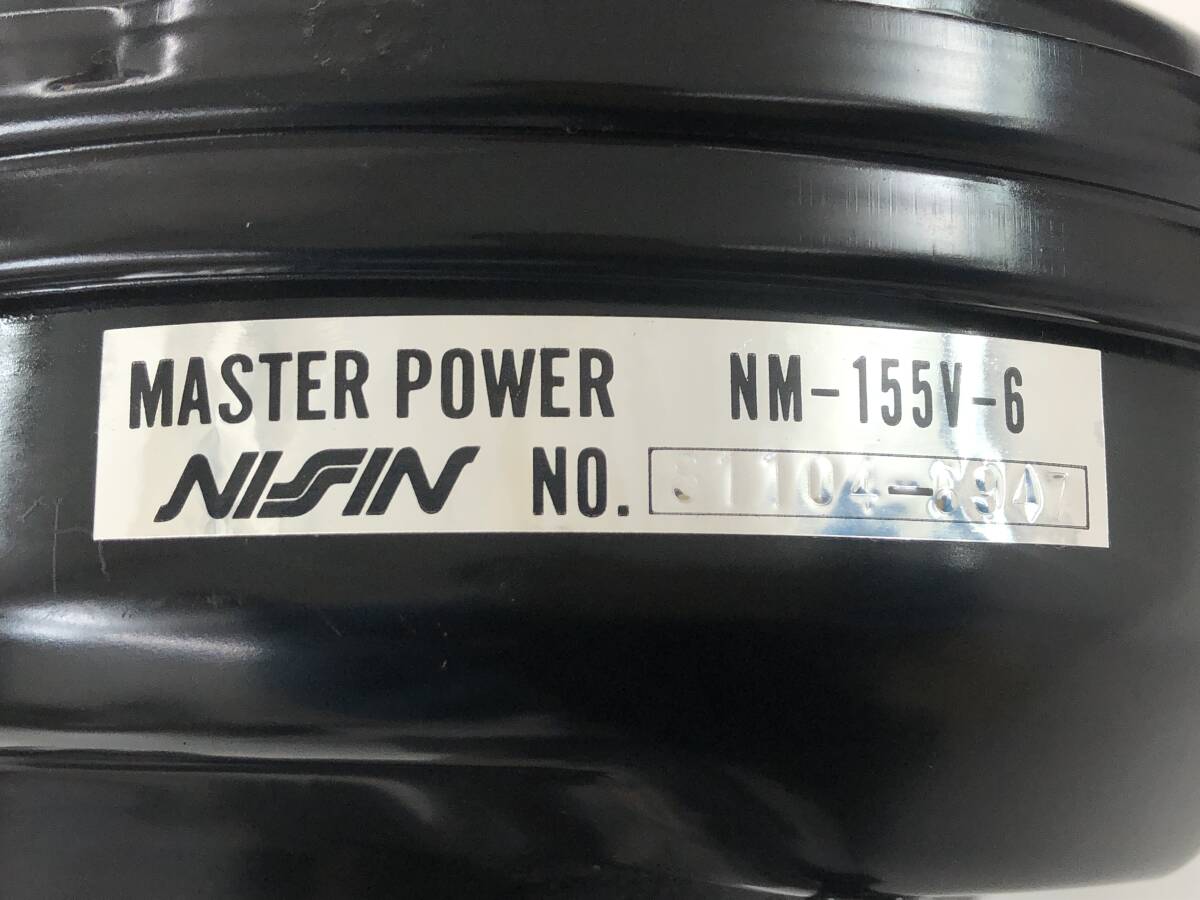 MASTER POWER NM-155V-6
NISSIN NO.